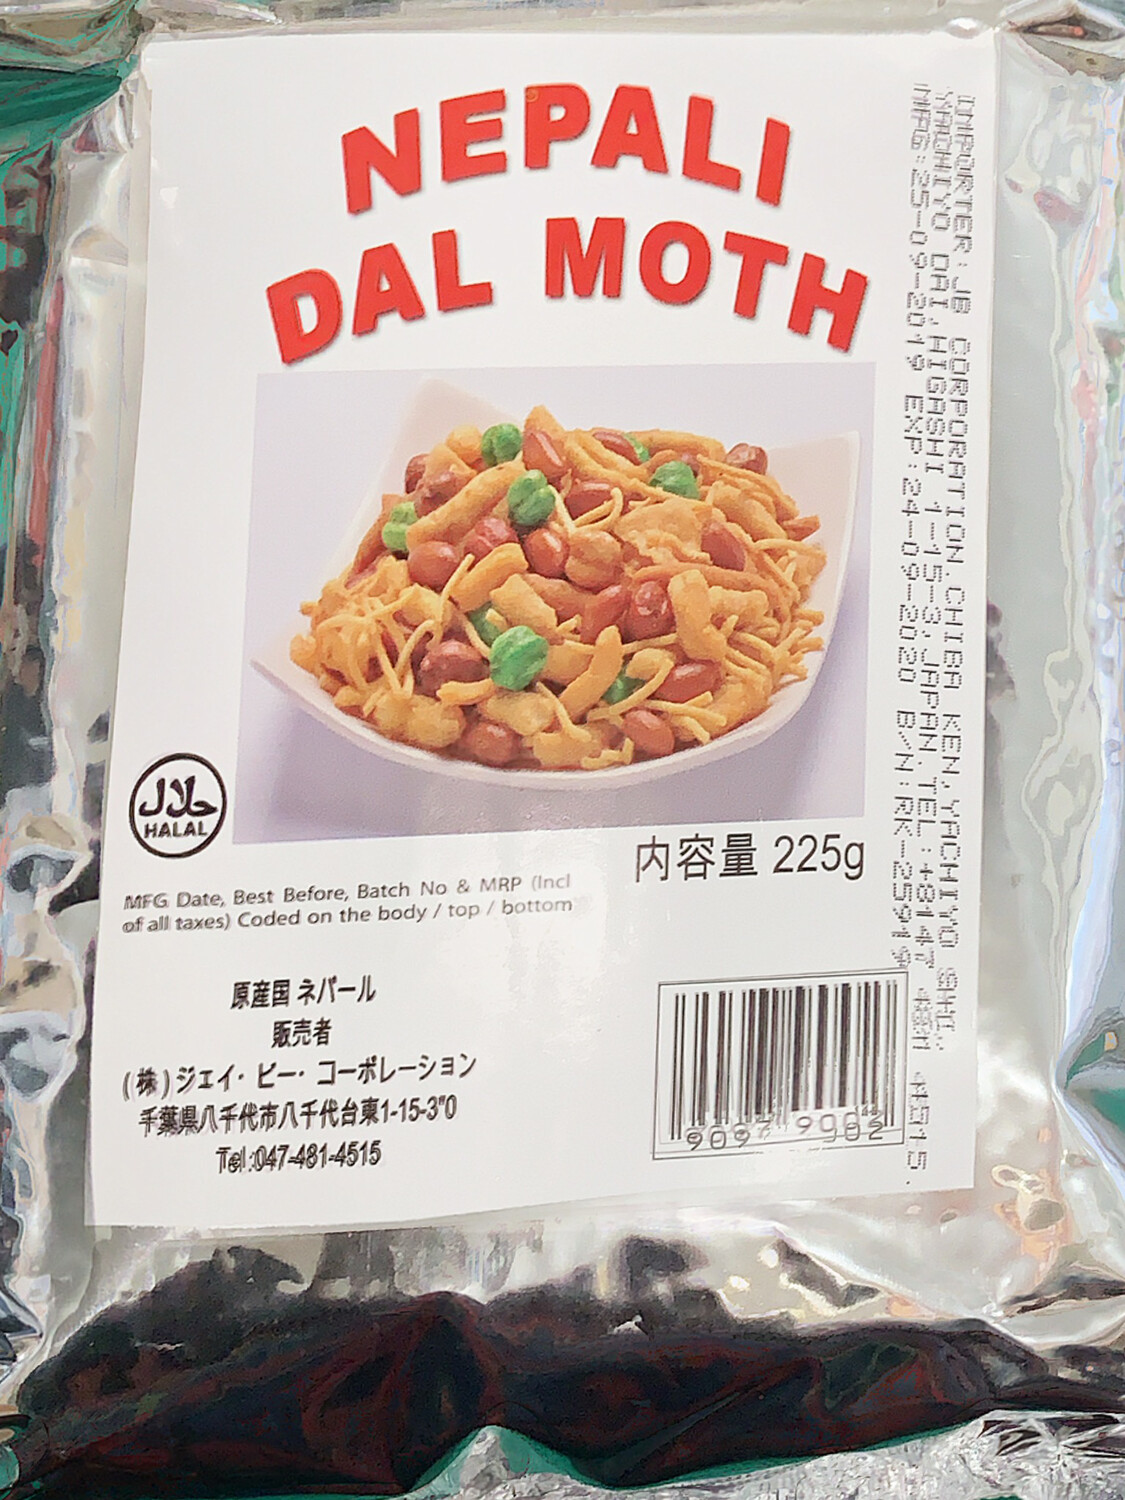 NEPALI
DAL MOTH
حلال
HALAL
内容量 225g
MFG Date, Best Before, Batch No & MRP (Incl
of all taxes) Coded on the body / top / bottom
原産国 ネパール
販売者
(株)ジェイ・ビー・コーポレーション
千葉県八千代市八千代台東1-15-3"0
Tel:047-481-4515
IMPORTER: JB CORPORATION.CHIBA KEN.YACHIYO SHI.
YACHIYO DAI.HIGASHI 1-15-3.JAPAN.TEL:+8147 481 4515.
MFG:25-09-2019 EXP:24-09-2020 B/N:RK-25919